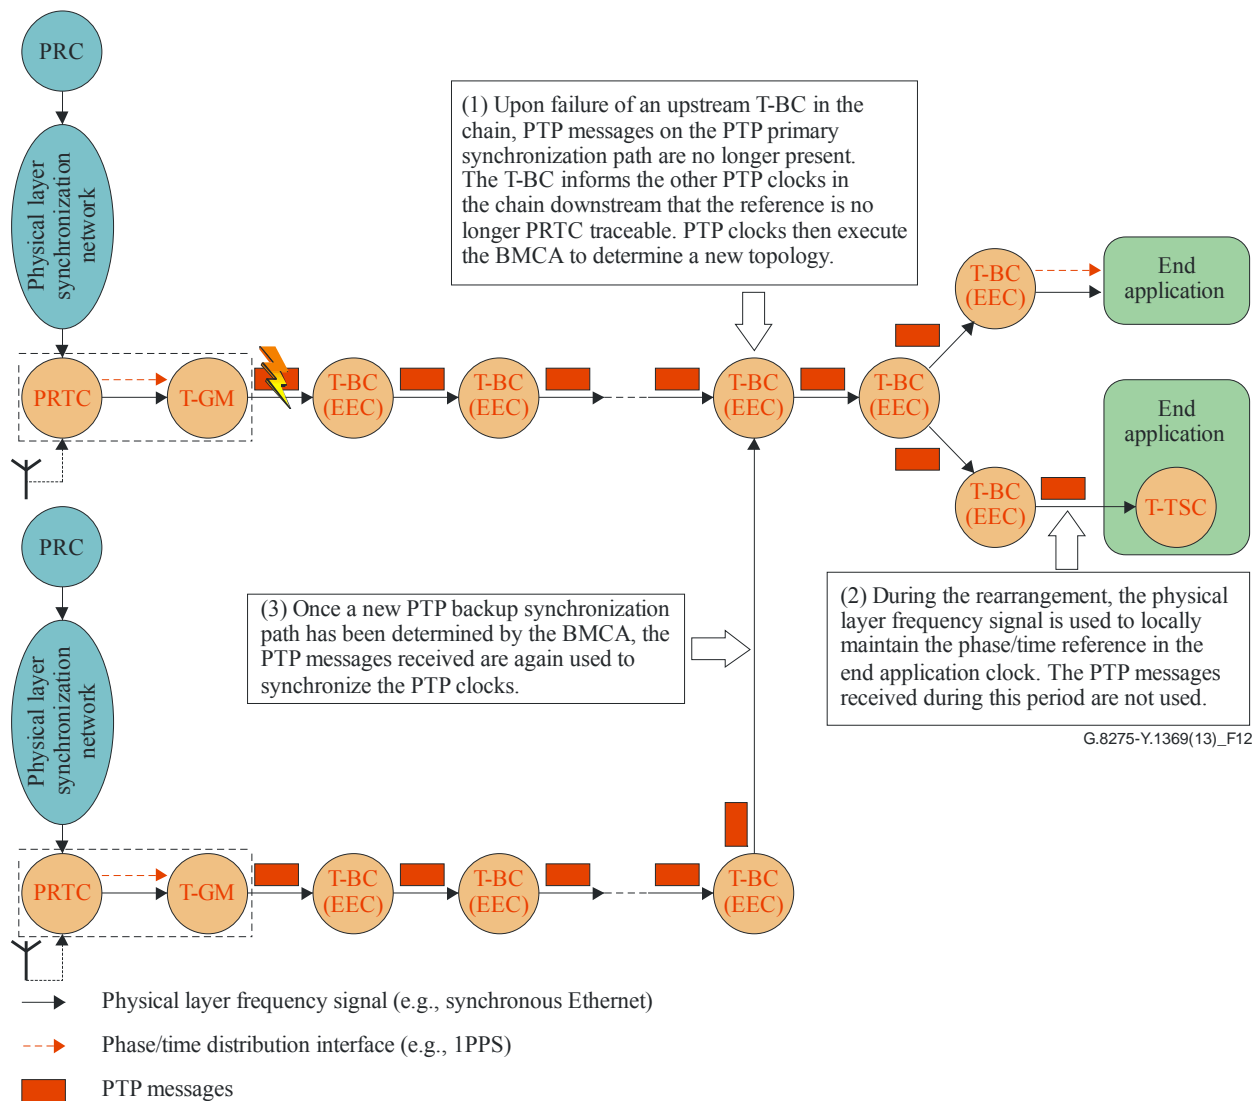 PRC
Physical layer
synchronization
network
(1) Upon failure of an upstream T-BC in the
chain, PTP messages on the PTP primary
synchronization path are no longer present.
The T-BC informs the other PTP clocks in
the chain downstream that the reference is no
longer PRTC traceable. PTP clocks then execute
the BMCA to determine a new topology.
T-BC
(EEC)
End
application
PRTC
T-GM
T-BC
(EEC)
T-BC
(EEC)
T-BC
(EEC)
T-BC
(EEC)
End
application
T-BC
(EEC)
T-TSC
PRC
Physical layer
synchronization
network
(3) Once a new PTP backup synchronization
path has been determined by the BMCA, the
PTP messages received are again used to
synchronize the PTP clocks.
(2) During the rearrangement, the physical
layer frequency signal is used to locally
maintain the phase/time reference in the
end application clock. The PTP messages
received during this period are not used.
G.8275-Y.1369(13)_F12
PRTC
T-GM
T-BC
(EEC)
T-BC
(EEC)
T-BC
(EEC)
Physical layer frequency signal (e.g., synchronous Ethernet)
Phase/time distribution interface (e.g., 1PPS)
PTP messages